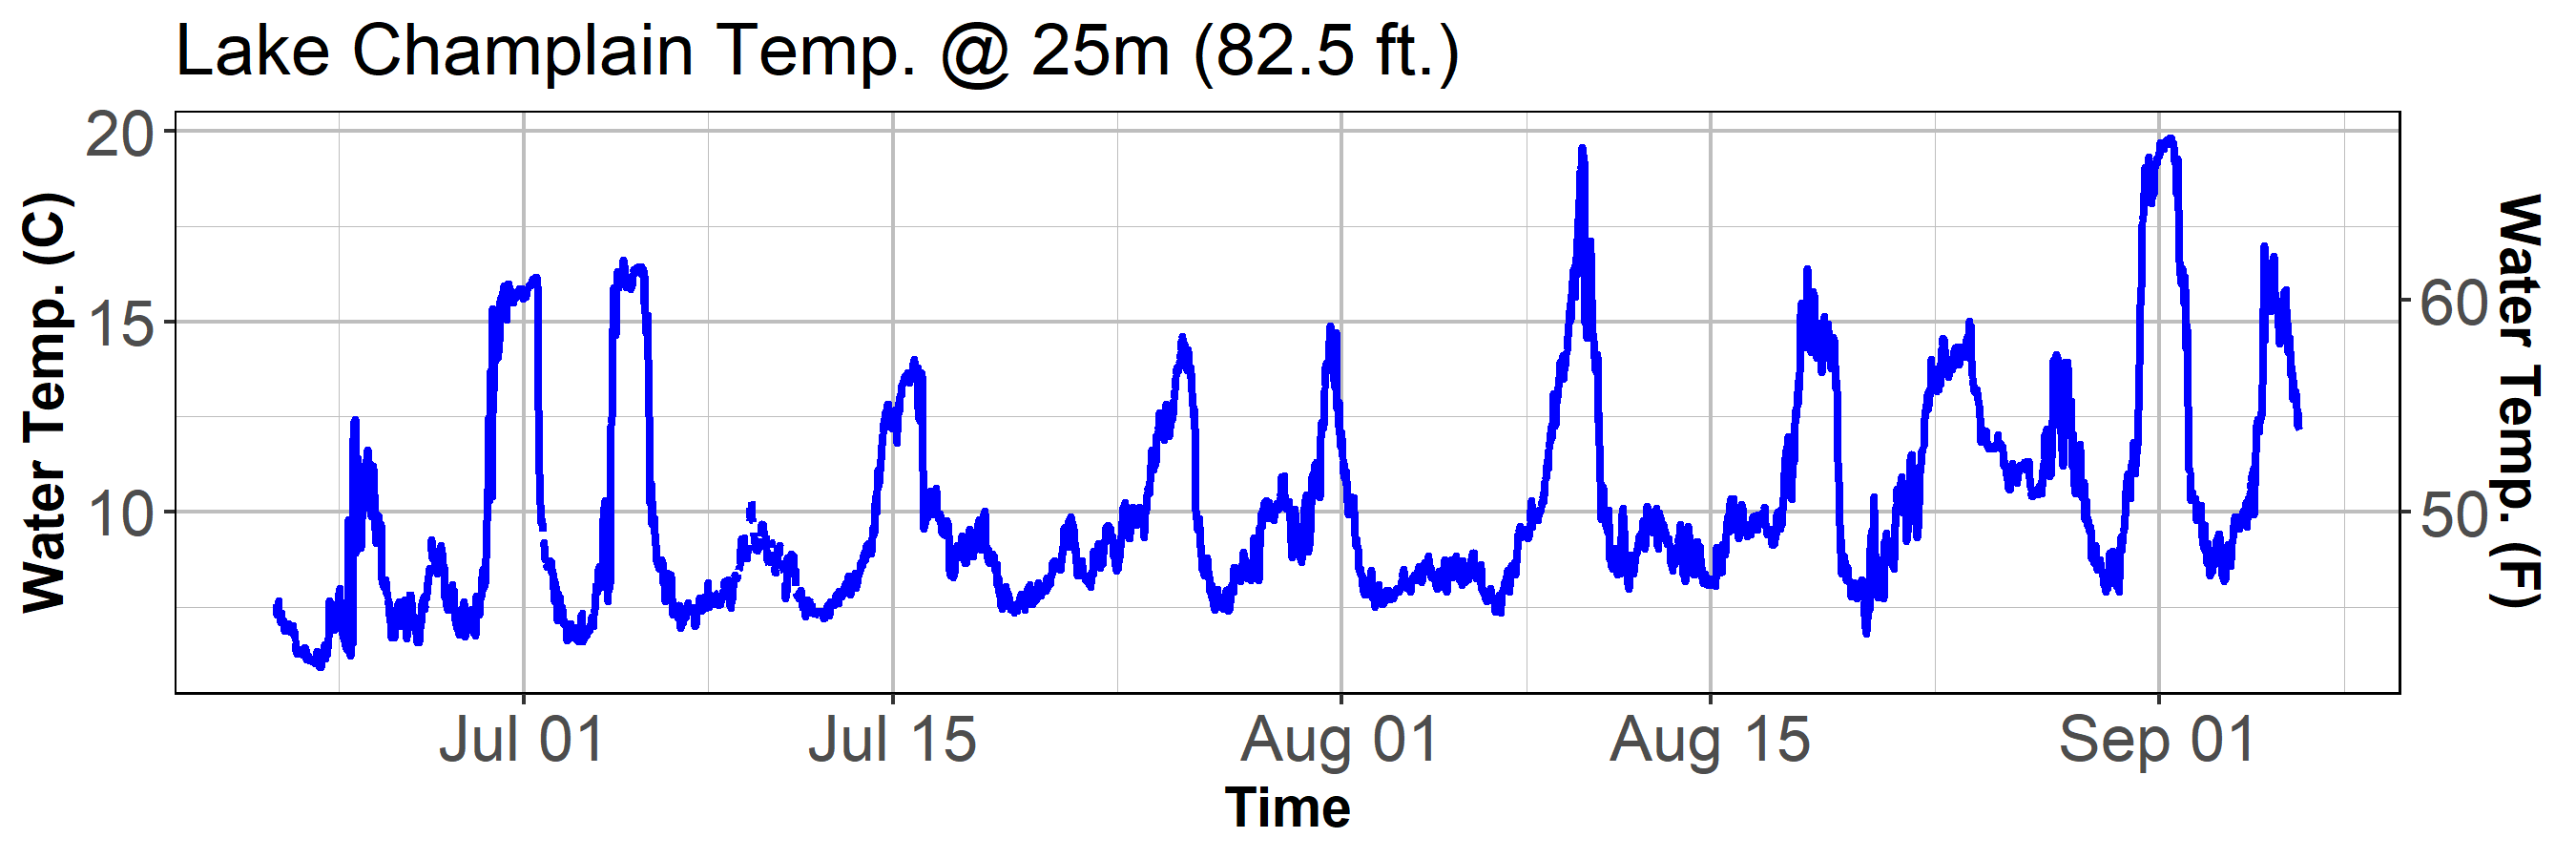 Lake Champlain Temp. @ 25m (82.5 ft.)
Water Temp. (C)
20
15
10
60
50
Water Temp. (F)
Jul 01 Jul 15 Aug 01 Aug 15 Sep 01
Time